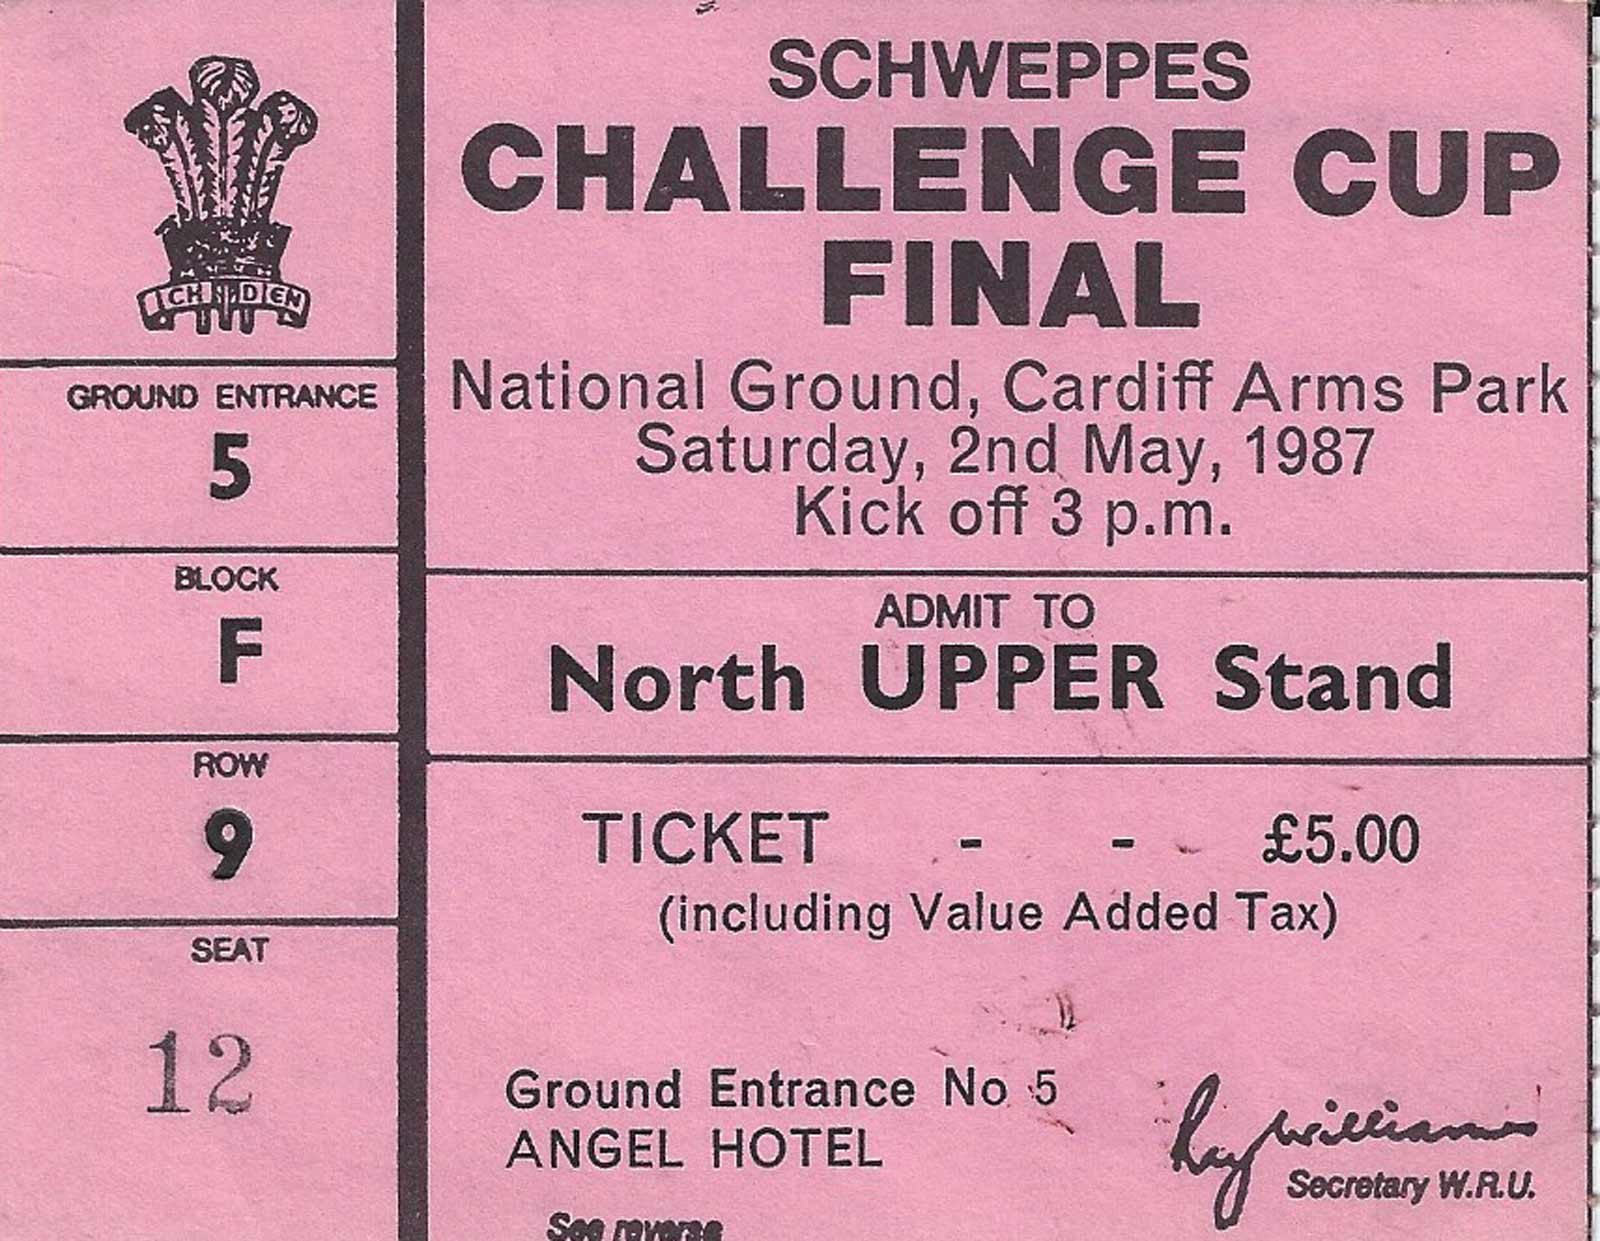 ICH DIEN
GROUND ENTRANCE
5
BLOCK
F
ROW
9
SEAT
12
SCHWEPPES
CHALLENGE CUP
FINAL
National Ground, Cardiff Arms Park
Saturday, 2nd May, 1987
Kick off 3 p.m.
ADMIT TO
North UPPER Stand
TICKET - - £5.00
(including Value Added Tax)
Ground Entrance No 5
ANGEL HOTEL
Ray Williams
Secretary W.R.U.
See reverse